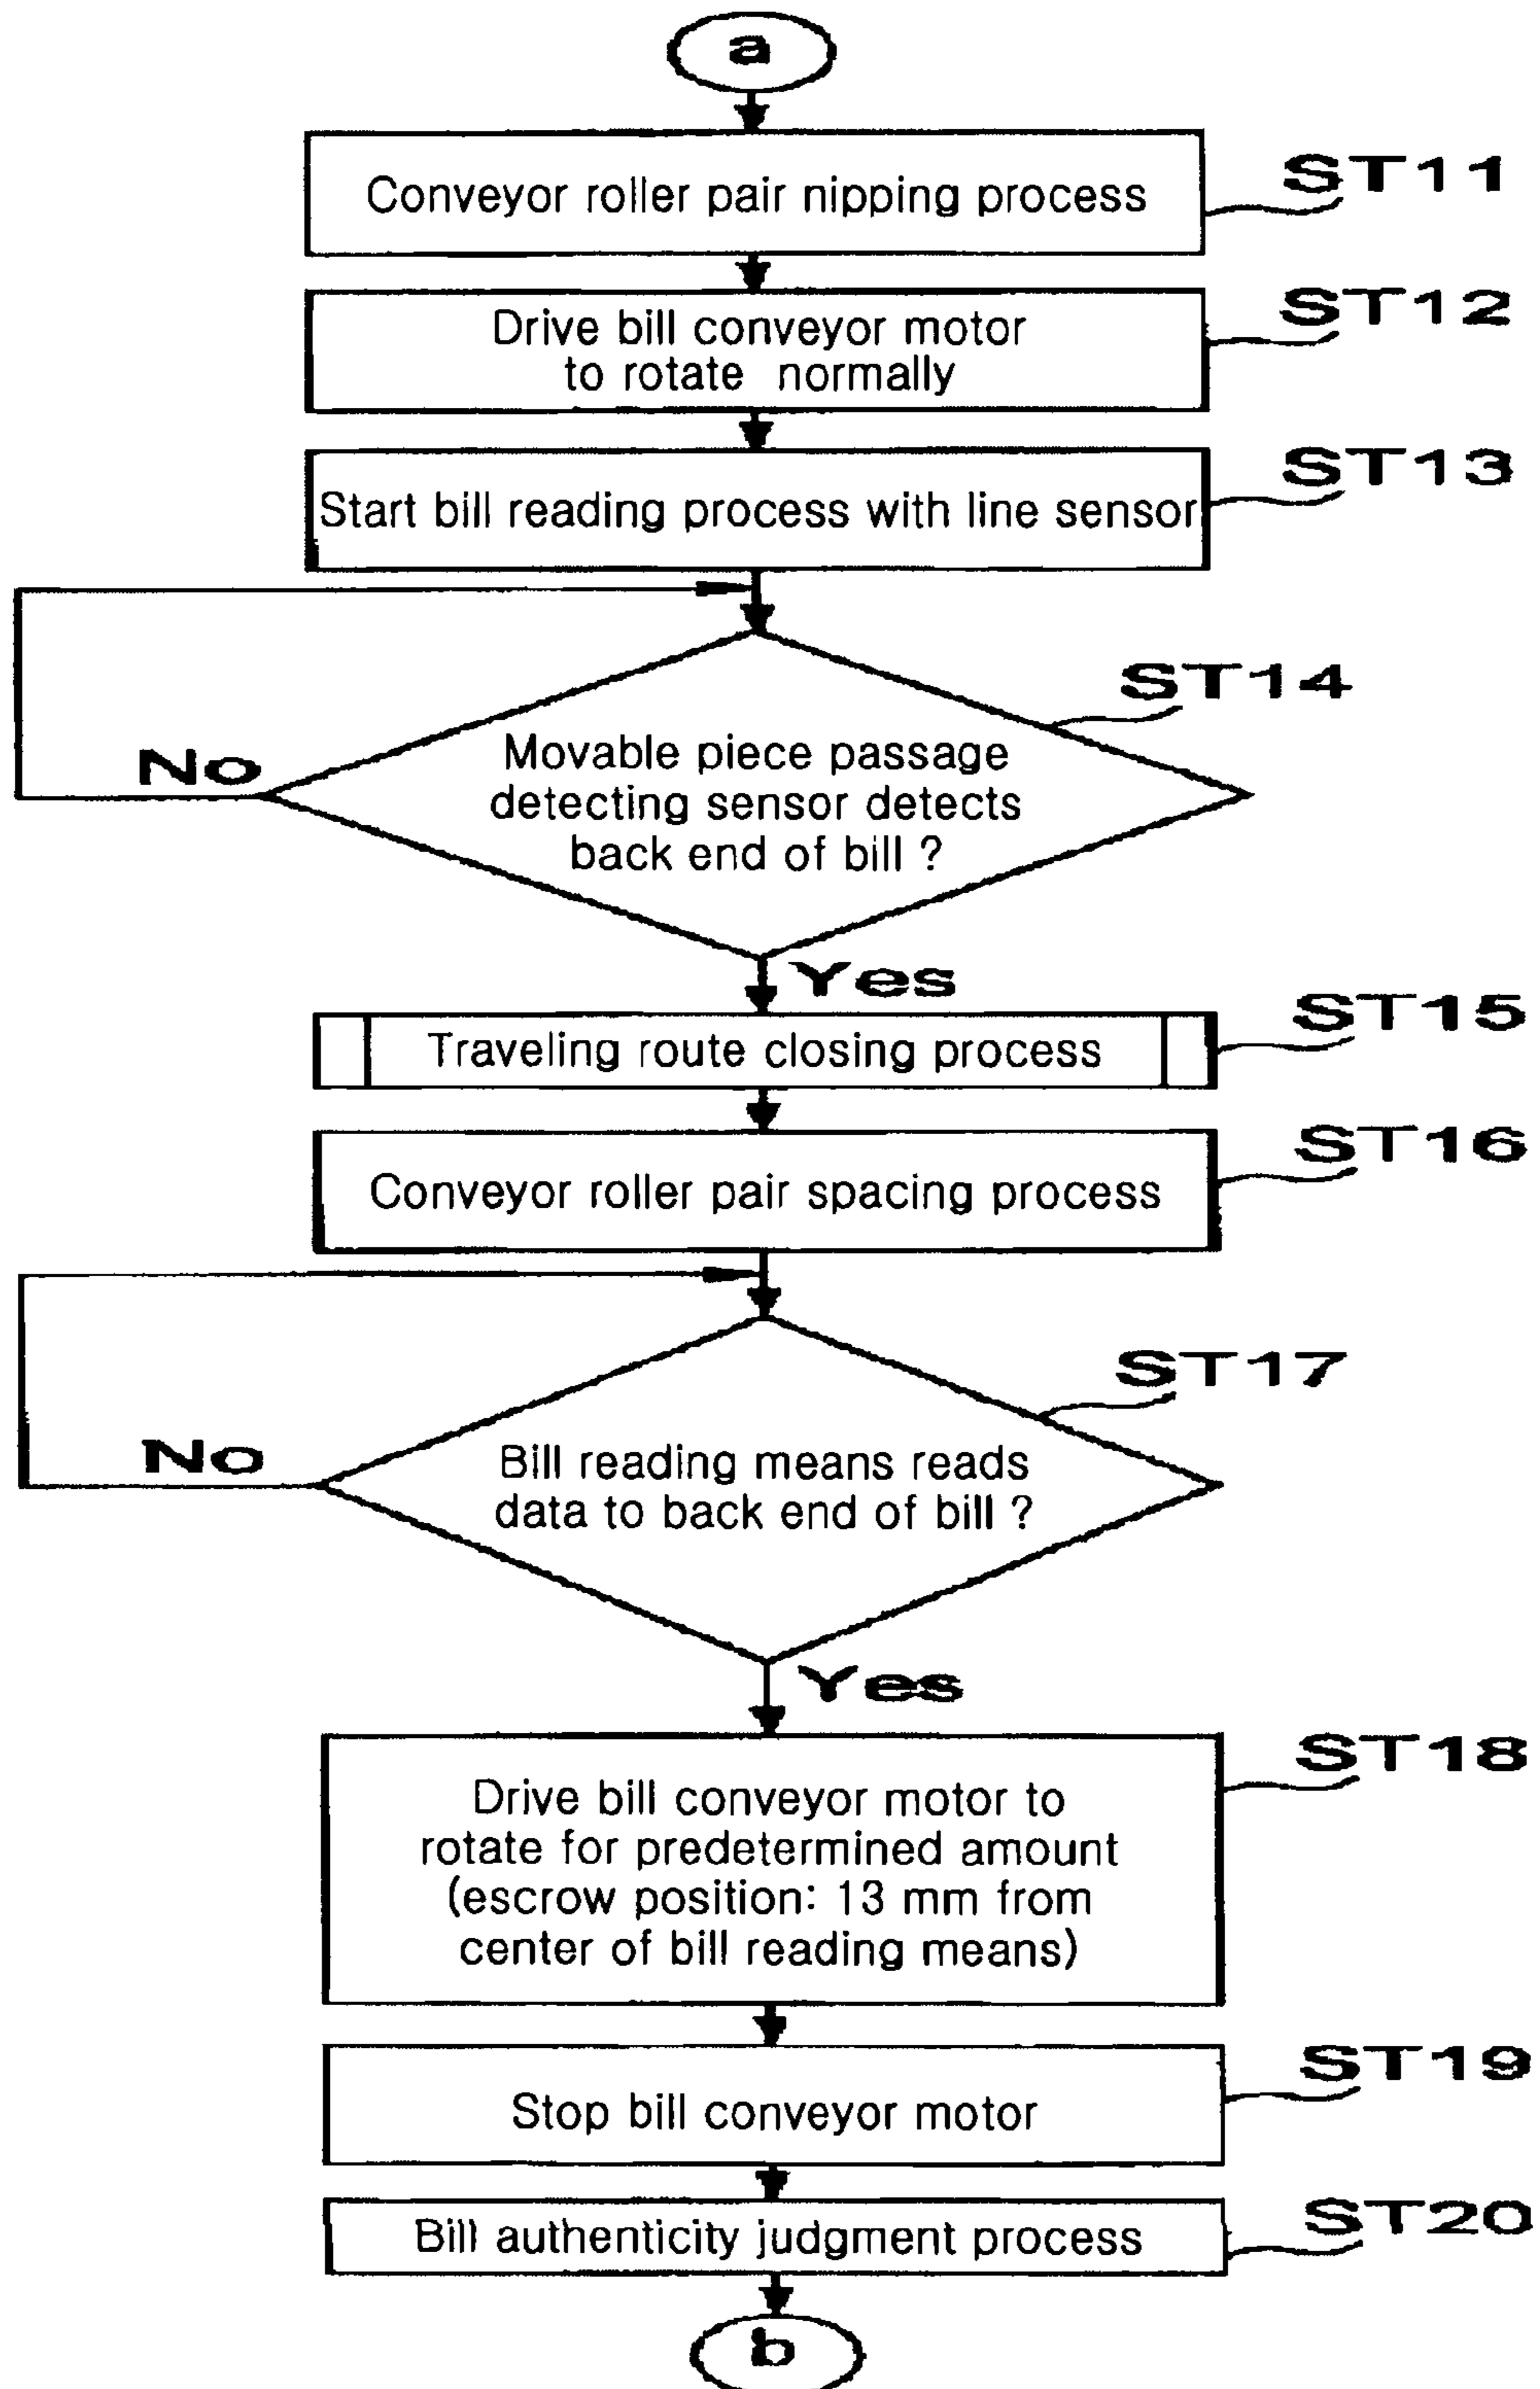 a
Conveyor roller pair nipping process
ST11
Drive bill conveyor motor
to rotate normally
ST12
Start bill reading process with line sensor
ST13
ST14
Movable piece passage
detecting sensor detects
back end of bill ?
No
Yes
Traveling route closing process
ST15
Conveyor roller pair spacing process
ST16
ST17
Bill reading means reads
data to back end of bill ?
No
Yes
Drive bill conveyor motor to
rotate for predetermined amount
(escrow position: 13 mm from
center of bill reading means)
ST18
Stop bill conveyor motor
ST19
Bill authenticity judgment process
ST20
b